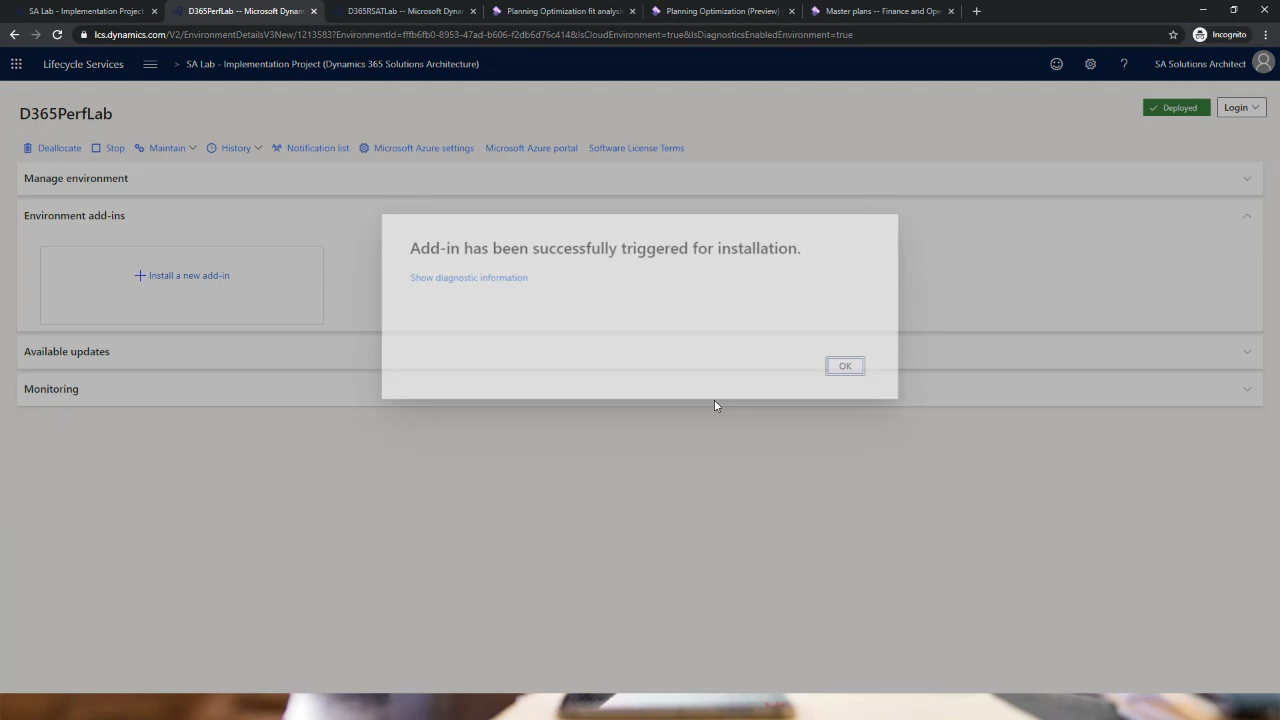 SA Lab - Implementation Project
D365PerfLab -- Microsoft Dynam
D365RSATLab -- Microsoft Dyna
Planning Optimization fit analysi
Planning Optimization (Preview)
Master plans -- Finance and Ope
lcs.dynamics.com/V2/EnvironmentDetailsV3New/1213583?EnvironmentId=fffb6fb0-8953-47ad-b606-f2db6d76c414&IsCloudEnvironment=true&IsDiagnosticsEnabledEnvironment=true
Incognito
Lifecycle Services
> SA Lab - Implementation Project (Dynamics 365 Solutions Architecture)
SA Solutions Architect
D365PerfLab
Deployed
Login
Deallocate
Stop
Maintain
History
Notification list
Microsoft Azure settings
Microsoft Azure portal
Software License Terms
Manage environment
Environment add-ins
Install a new add-in
Add-in has been successfully triggered for installation.
Show diagnostic information
OK
Available updates
Monitoring